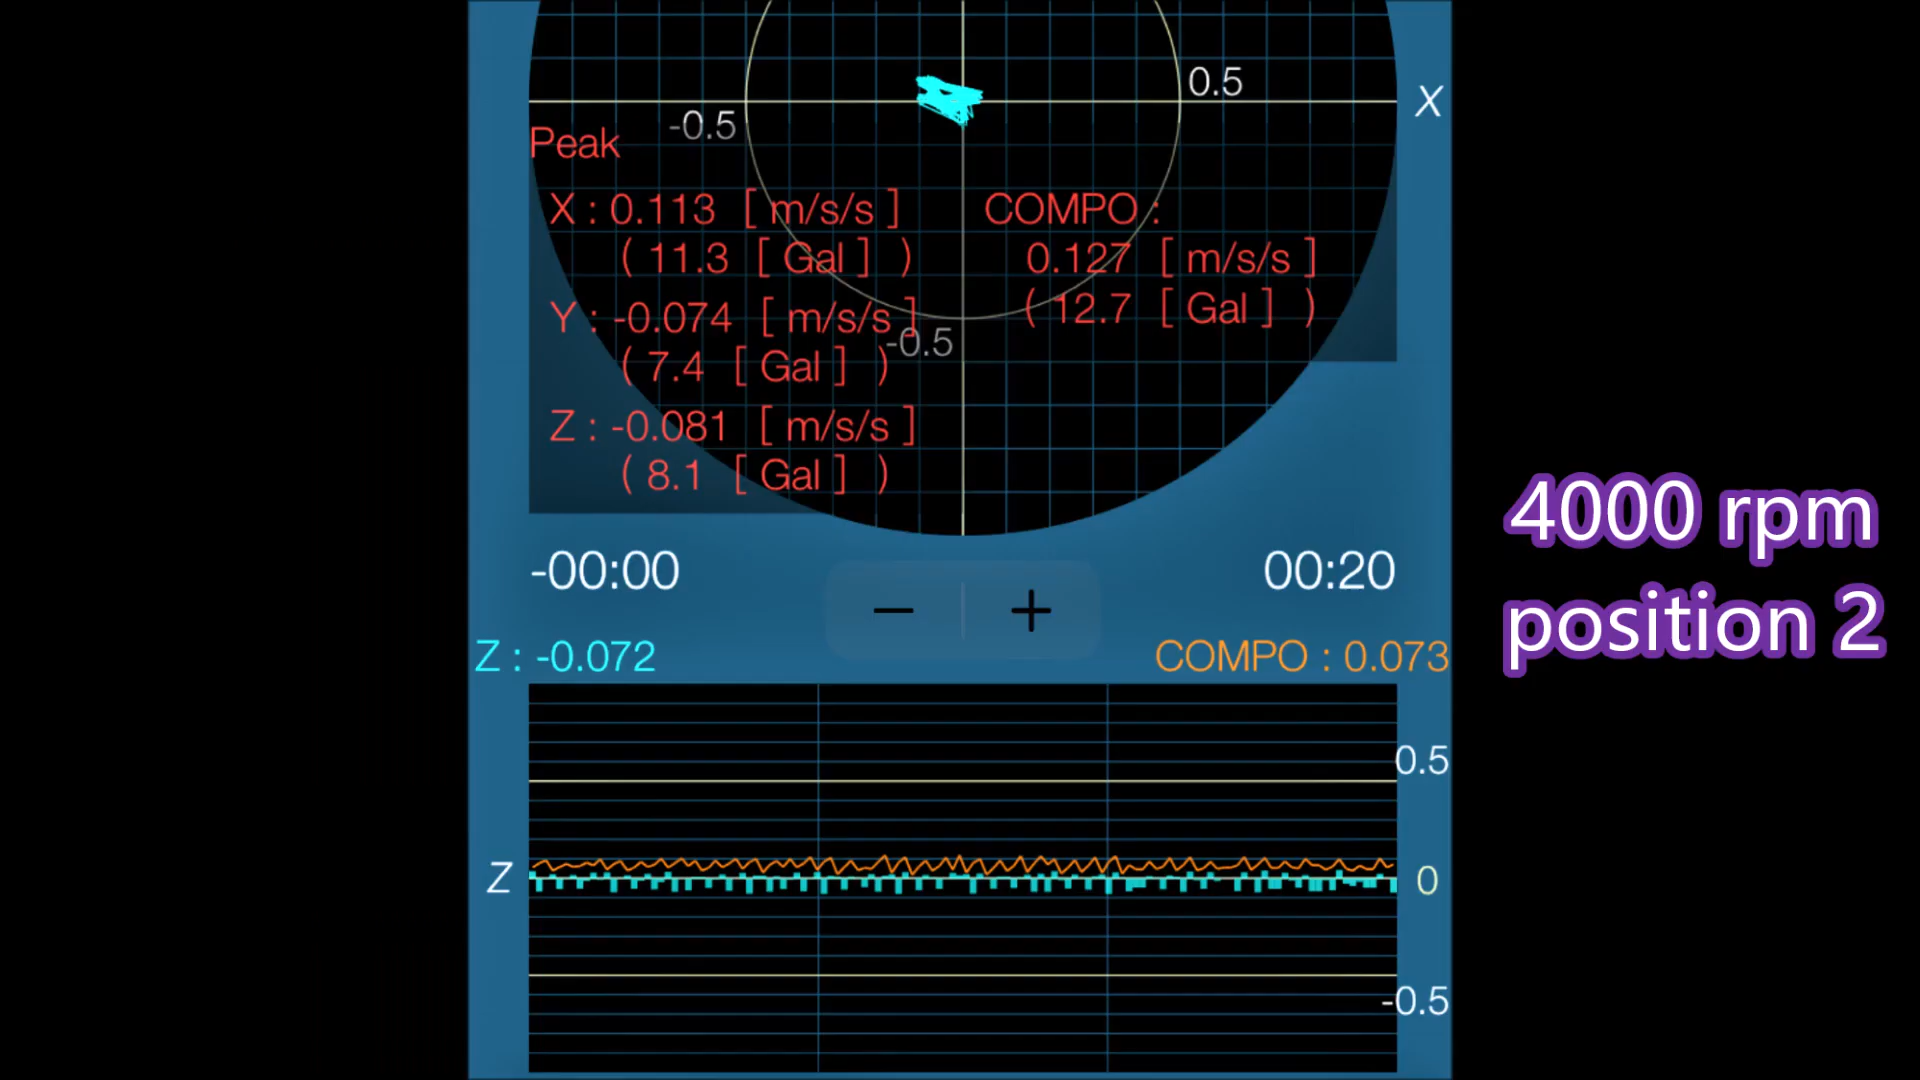 0.5
X
-0.5
Peak
X : 0.113 [ m/s/s ]
( 11.3 [ Gal ] )
Y : -0.074 [ m/s/s ]
( 7.4 [ Gal ] )
Z : -0.081 [ m/s/s ]
( 8.1 [ Gal ] )
COMPO :
0.127 [ m/s/s ]
( 12.7 [ Gal ] )
-0.5
-00:00
00:20
− +
Z : -0.072
COMPO : 0.073
0.5
Z
0
-0.5
4000 rpm
position 2